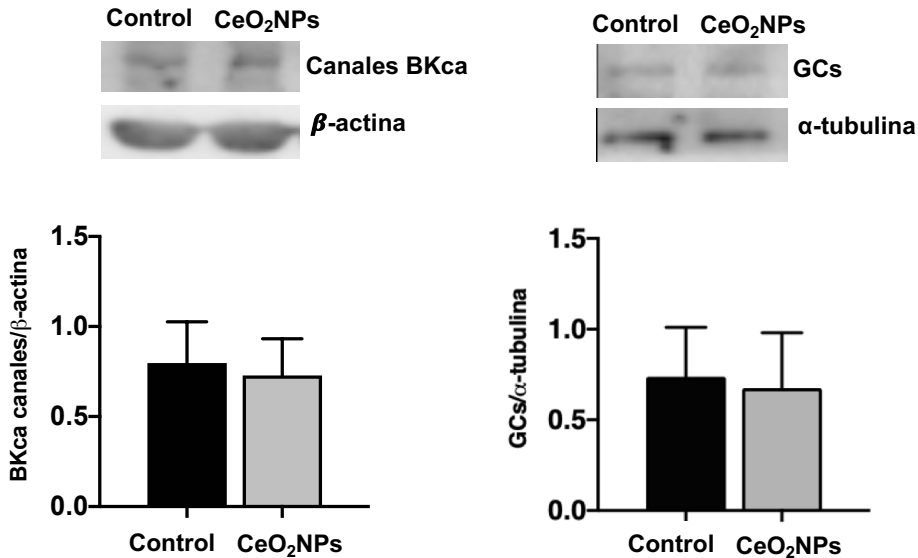 Control CeO₂NPs
Canales BKca
β-actina
BKca canales/β-actina
1.5
1.0
0.5
0.0
Control CeO₂NPs
Control CeO₂NPs
GCs
α-tubulina
GCs/α-tubulina
1.5
1.0
0.5
0.0
Control CeO₂NPs